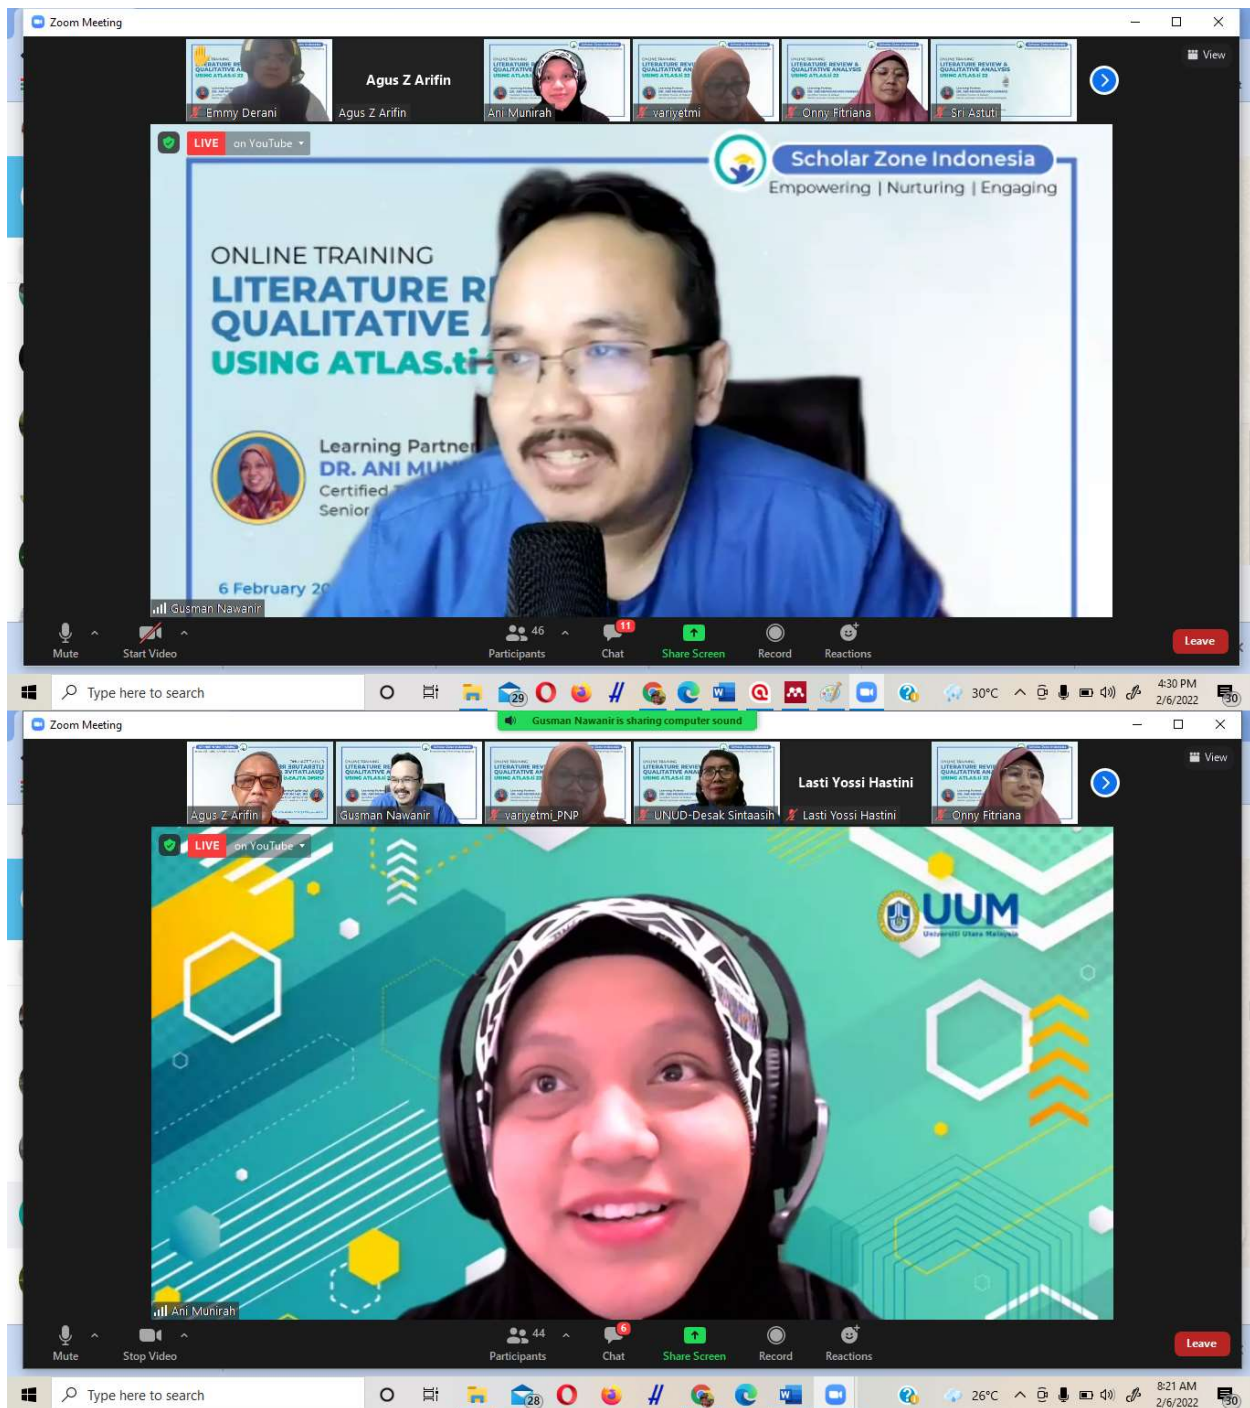 Zoom Meeting
View
Agus Z Arifin
Emmy Derani
Agus Z Arifin
Ani Munirah
variyetmi
Onny Fitriana
Sri Astuti
LIVE on YouTube
Scholar Zone Indonesia
Empowering | Nurturing | Engaging
ONLINE TRAINING
LITERATURE R
QUALITATIVE
USING ATLAS.ti
Learning Partner
DR. ANI MUN
Certified T
Senior
6 February 20
Gusman Nawanir
Mute
Start Video
46
Participants
11
Chat
Share Screen
Record
Reactions
Leave
Type here to search
29
30°C
4:30 PM
2/6/2022
30
Zoom Meeting
Gusman Nawanir is sharing computer sound
View
Lasti Yossi Hastini
Agus Z Arifin
Gusman Nawanir
variyetmi_PNP
UNUD-Desak Sintaasih
Lasti Yossi Hastini
Onny Fitriana
LIVE on YouTube
UUM
Universiti Utara Malaysia
Ani Munirah
Mute
Stop Video
44
Participants
6
Chat
Share Screen
Record
Reactions
Leave
Type here to search
28
26°C
8:21 AM
2/6/2022
30